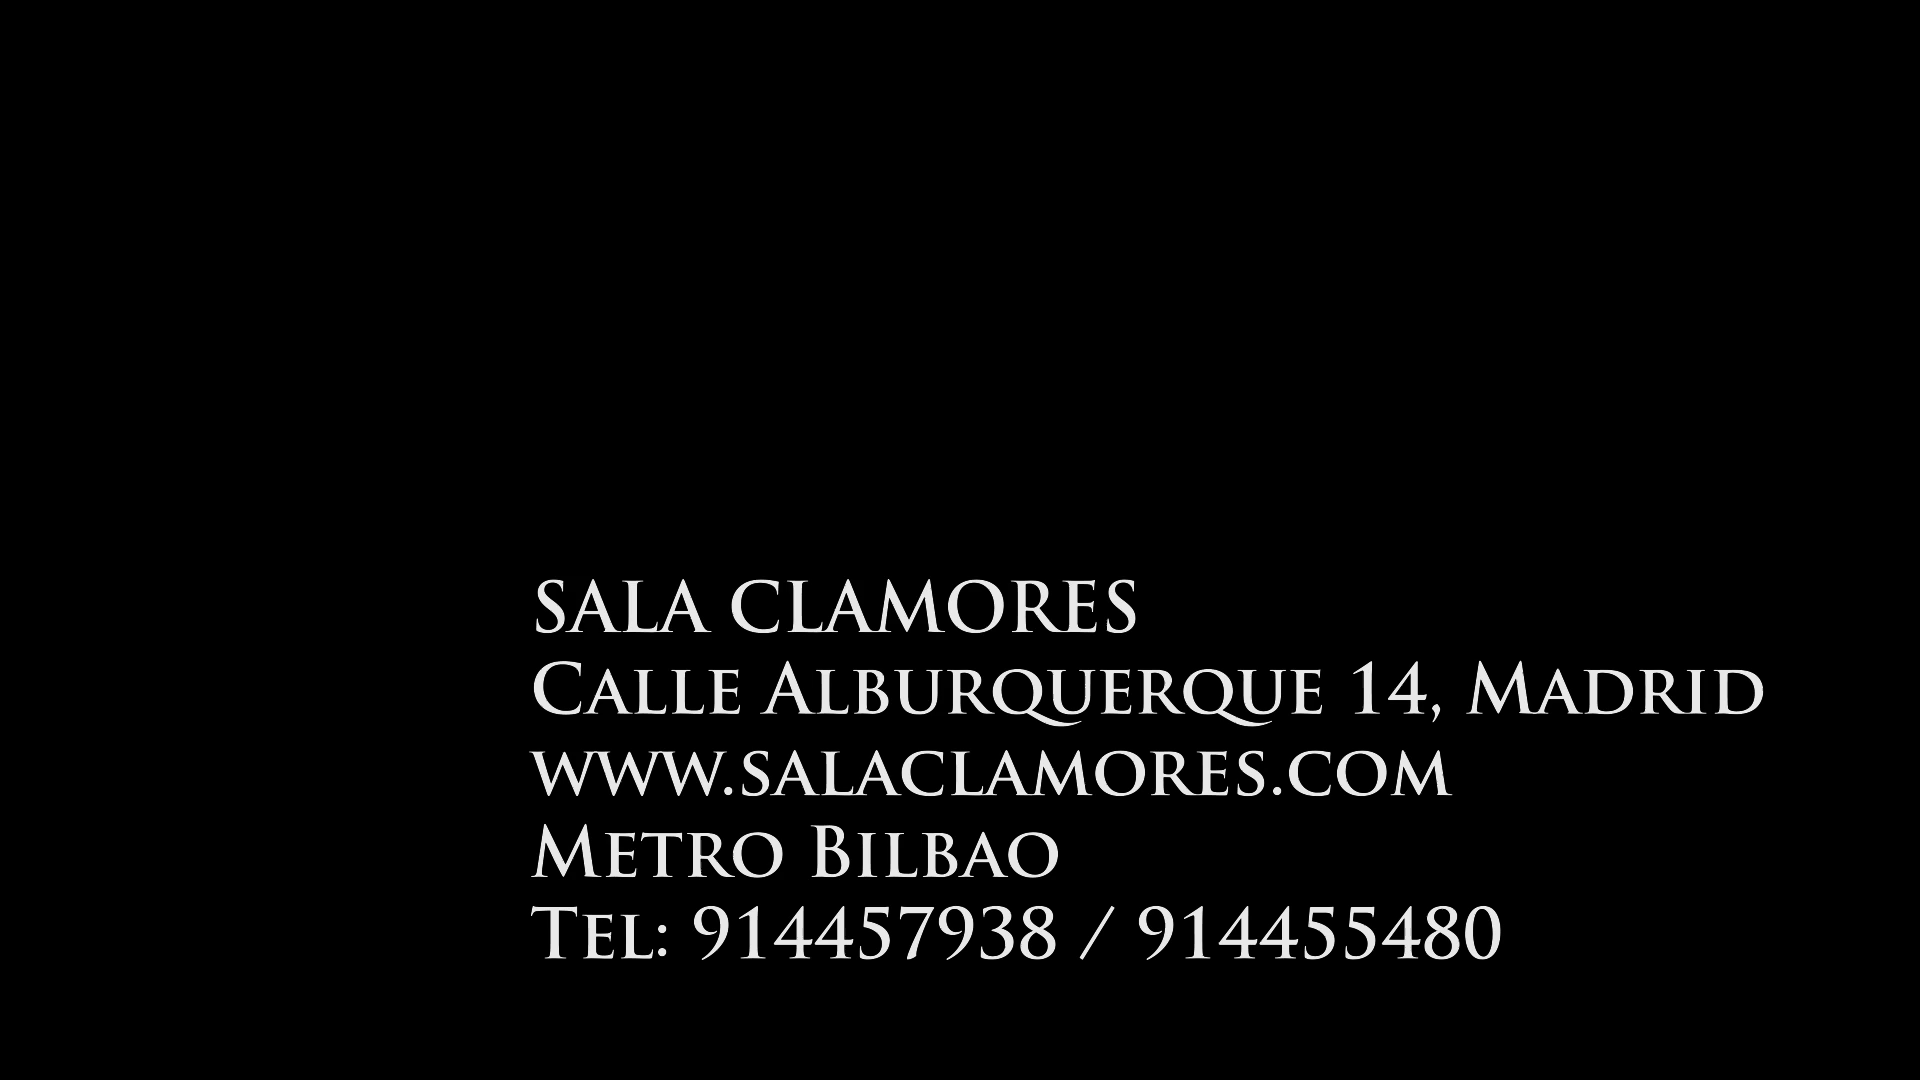 SALA CLAMORES
Calle Alburquerque 14, Madrid
www.salaclamores.com
Metro Bilbao
Tel: 914457938 / 914455480